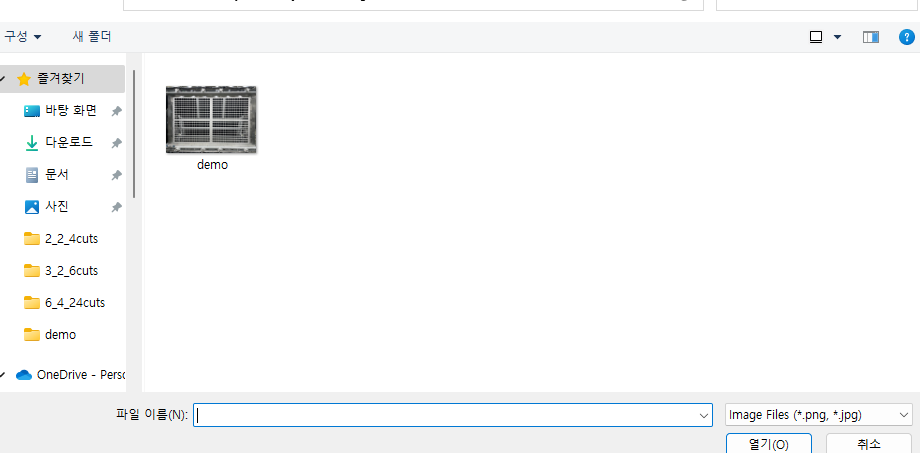 구성
새 폴더
즐겨찾기
바탕 화면
다운로드
문서
사진
2_2_4cuts
3_2_6cuts
6_4_24cuts
demo
OneDrive - Perso
demo
파일 이름(N):
Image Files (*.png, *.jpg)
열기(O)
취소